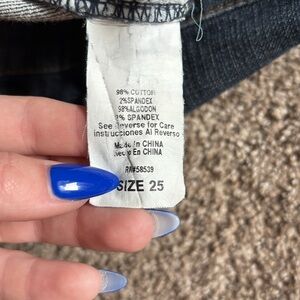 98% COTTON
2%SPANDEX
98%ALGODON
2% SPANDEX
See Reverse for Care
instrucciones Al Reverso
Made in CHINA
Hecho En CHINA
RN#58539
SIZE 25